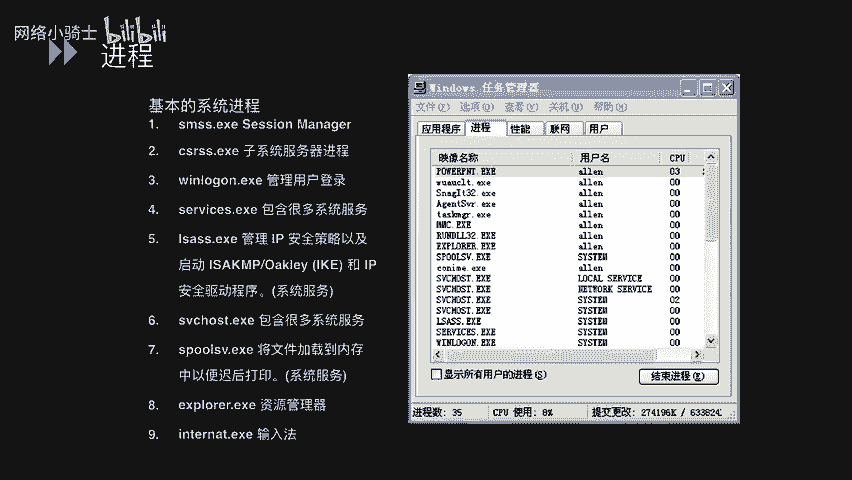 网络小骑士 bilibili
进程
基本的系统进程
1. smss.exe Session Manager
2. csrss.exe 子系统服务器进程
3. winlogon.exe 管理用户登录
4. services.exe 包含很多系统服务
5. lsass.exe 管理 IP 安全策略以及
启动 ISAKMP/Oakley (IKE) 和 IP
安全驱动程序。(系统服务)
6. svchost.exe 包含很多系统服务
7. spoolsv.exe 将文件加载到内存
中以便迟后打印。(系统服务)
8. explorer.exe 资源管理器
9. internat.exe 输入法
Windows 任务管理器
文件(F) 选项(O) 查看(V) 关机(U) 帮助(H)
应用程序 进程 性能 联网 用户
映像名称 用户名 CPU
POWERPNT.EXE allen 03
wuauclt.exe allen 00
SnagIt32.exe allen 00
AgentSvr.exe allen 00
taskmgr.exe allen 00
MMC.EXE allen 00
RUNDLL32.EXE allen 00
EXPLORER.EXE allen 00
SPOOLSV.EXE SYSTEM 00
conime.exe allen 00
SVCHOST.EXE LOCAL SERVICE 00
SVCHOST.EXE NETWORK SERVICE 00
SVCHOST.EXE SYSTEM 02
SVCHOST.EXE SYSTEM 00
LSASS.EXE SYSTEM 00
SERVICES.EXE SYSTEM 00
WINLOGON.EXE SYSTEM 00
显示所有用户的进程(S)
结束进程(E)
进程数: 35 CPU 使用: 8% 提交更改: 274196K / 633824